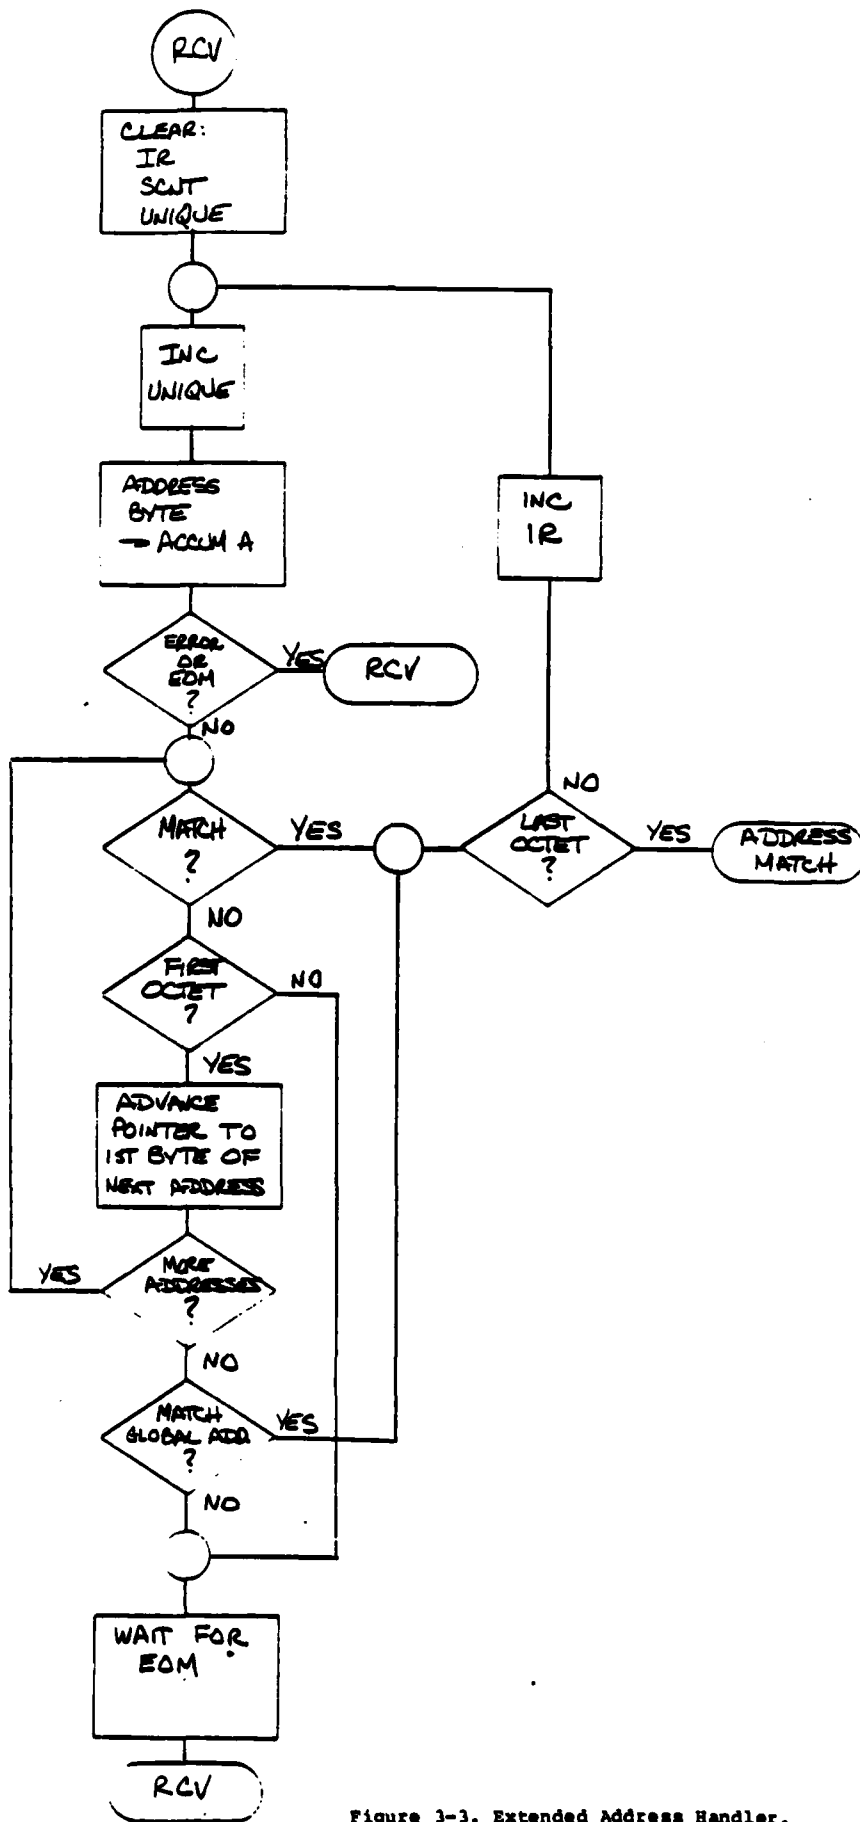 RCV
CLEAR:
IR
SCNT
UNIQUE
INC
UNIQUE
ADDRESS
BYTE
→ ACCUM A
INC
IR
ERROR
OR
EOM
?
YES
RCV
NO
MATCH
?
YES
NO
LAST
OCTET
?
YES
ADDRESS
MATCH
NO
FIRST
OCTET
?
NO
YES
ADVANCE
POINTER TO
1ST BYTE OF
NEXT ADDRESS
MORE
ADDRESSES
?
YES
NO
MATCH
GLOBAL ADD.
?
YES
NO
WAIT FOR
EOM
RCV
Figure 3-3. Extended Address Handler.